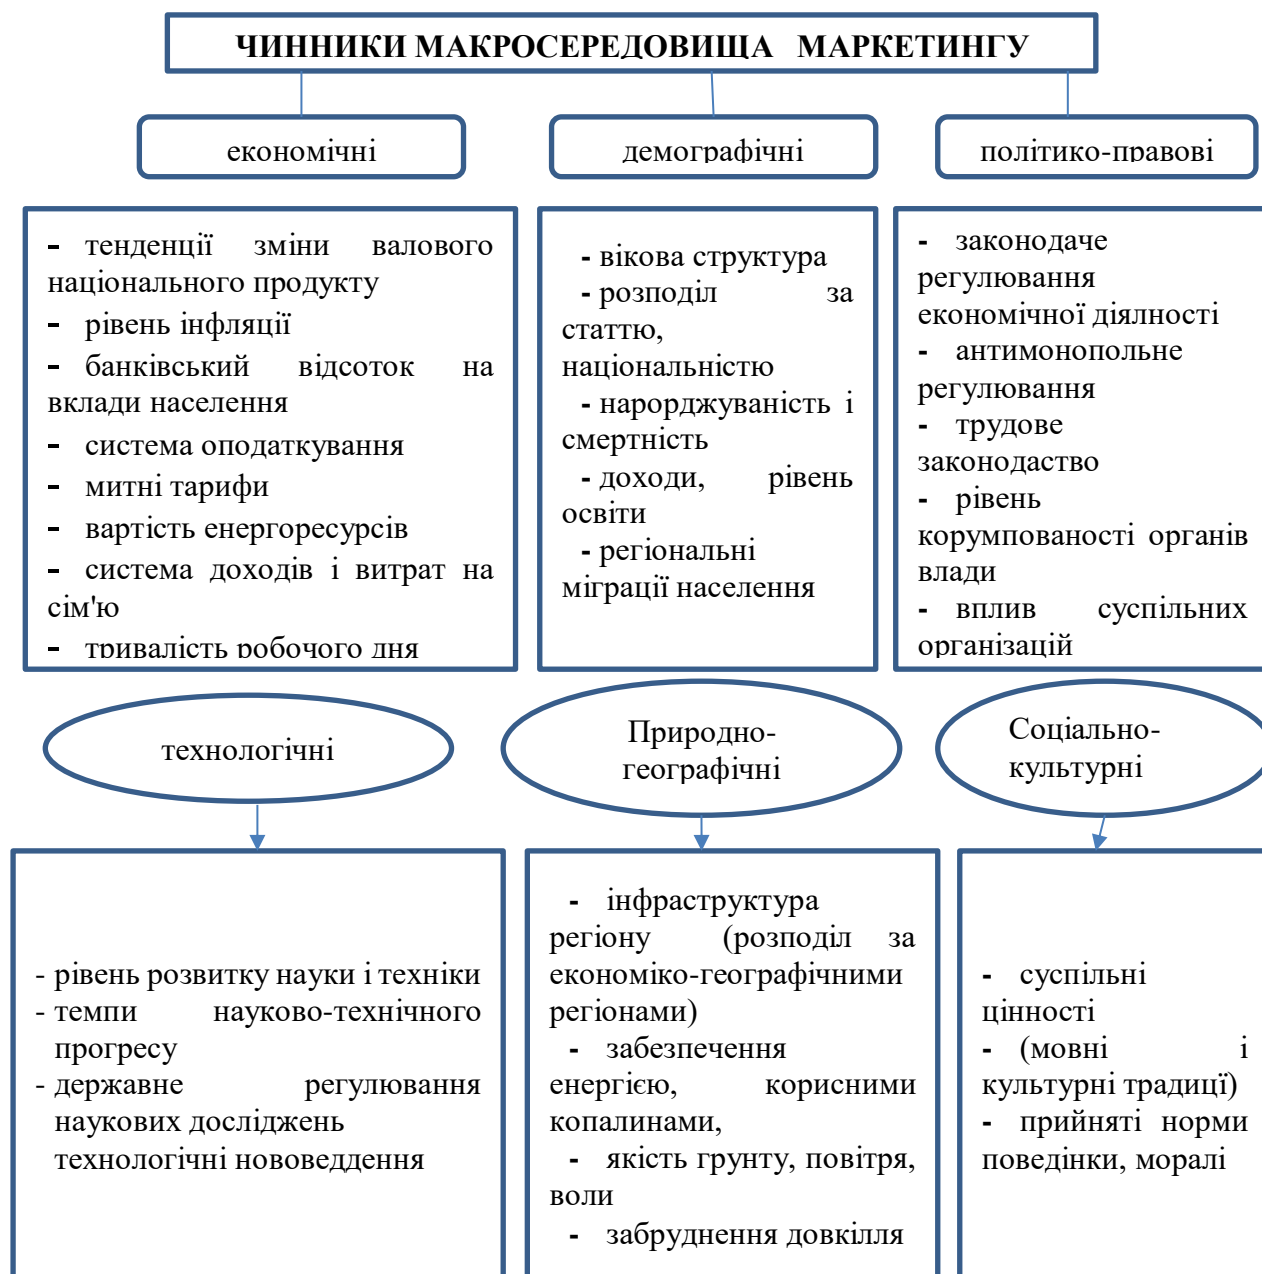 ЧИННИКИ МАКРОСЕРЕДОВИЩА МАРКЕТИНГУ
економічні
демографічні
політико-правові
- тенденції зміни валового
національного продукту
- рівень інфляції
- банківський відсоток на
вклади населення
- система оподаткування
- митні тарифи
- вартість енергоресурсів
- система доходів і витрат на
сім'ю
- тривалість робочого дня
- вікова структура
- розподіл за
статтю,
національністю
- нарорджуваність і
смертність
- доходи, рівень
освіти
- регіональні
міграції населення
- законодаче
регулювання
економічної діялності
- антимонопольне
регулювання
- трудове
законодаство
- рівень
корумпованості органів
влади
- вплив суспільних
організацій
технологічні
Природно-
географічні
Соціально-
культурні
- рівень розвитку науки і техніки
- темпи науково-технічного
прогресу
- державне регулювання
наукових досліджень
технологічні нововеддення
- інфраструктура
регіону (розподіл за
економіко-географічними
регіонами)
- забезпечення
енергією, корисними
копалинами,
- якість грунту, повітря,
воли
- забруднення довкілля
- суспільні
цінності
- (мовні і
культурні традиції)
- прийняті норми
поведінки, моралі